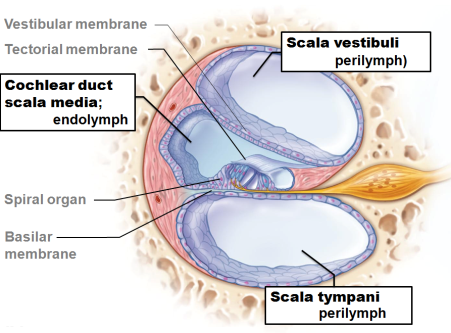 Vestibular membrane
Tectorial membrane
Scala vestibuli
perilymph)
Cochlear duct
scala media;
endolymph
Spiral organ
Basilar
membrane
Scala tympani
perilymph